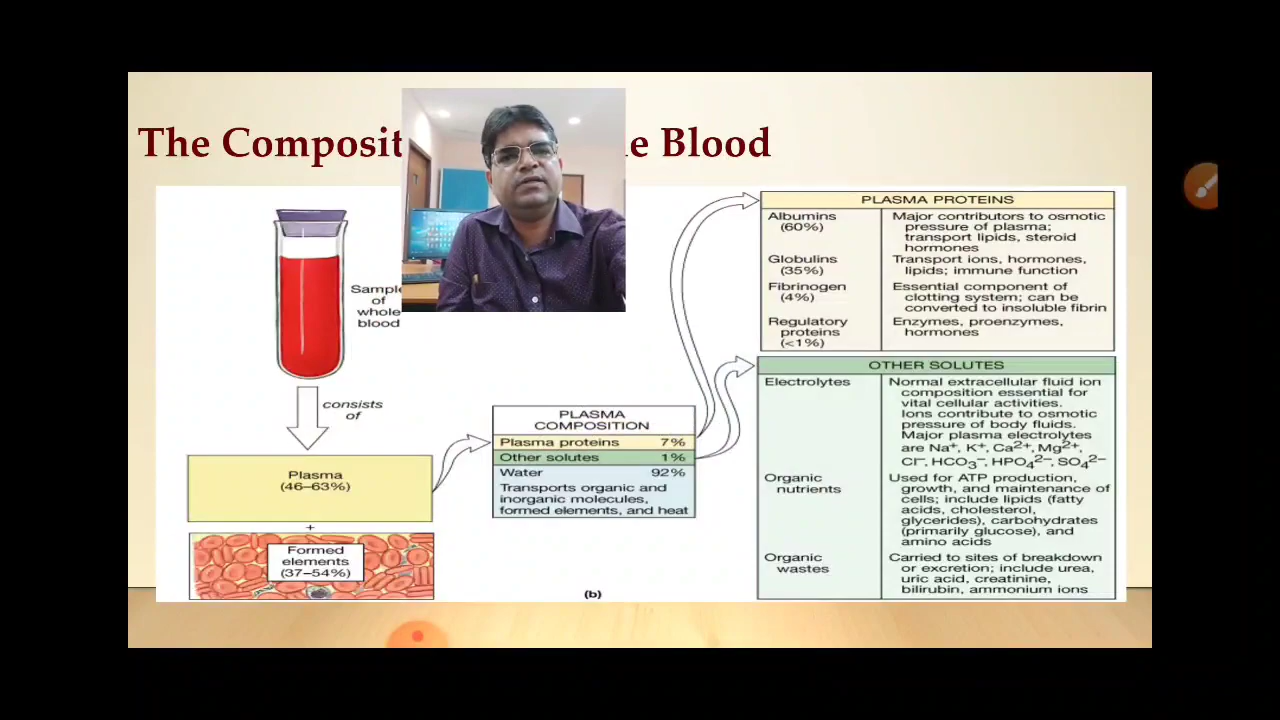 The Composit e Blood
Sample
of
whole
blood
consists
of
Plasma
(46–63%)
+
Formed
elements
(37–54%)
PLASMA
COMPOSITION
Plasma proteins 7%
Other solutes 1%
Water 92%
Transports organic and
inorganic molecules,
formed elements, and heat
(b)
PLASMA PROTEINS
Albumins
(60%)
Major contributors to osmotic
pressure of plasma;
transport lipids, steroid
hormones
Globulins
(35%)
Transport ions, hormones,
lipids; immune function
Fibrinogen
(4%)
Essential component of
clotting system; can be
converted to insoluble fibrin
Regulatory
proteins
(<1%)
Enzymes, proenzymes,
hormones
OTHER SOLUTES
Electrolytes
Normal extracellular fluid ion
composition essential for
vital cellular activities.
Ions contribute to osmotic
pressure of body fluids.
Major plasma electrolytes
are Na⁺, K⁺, Ca²⁺, Mg²⁺,
Cl⁻, HCO₃⁻, HPO₄²⁻, SO₄²⁻
Organic
nutrients
Used for ATP production,
growth, and maintenance of
cells; include lipids (fatty
acids, cholesterol,
glycerides), carbohydrates
(primarily glucose), and
amino acids
Organic
wastes
Carried to sites of breakdown
or excretion; include urea,
uric acid, creatinine,
bilirubin, ammonium ions